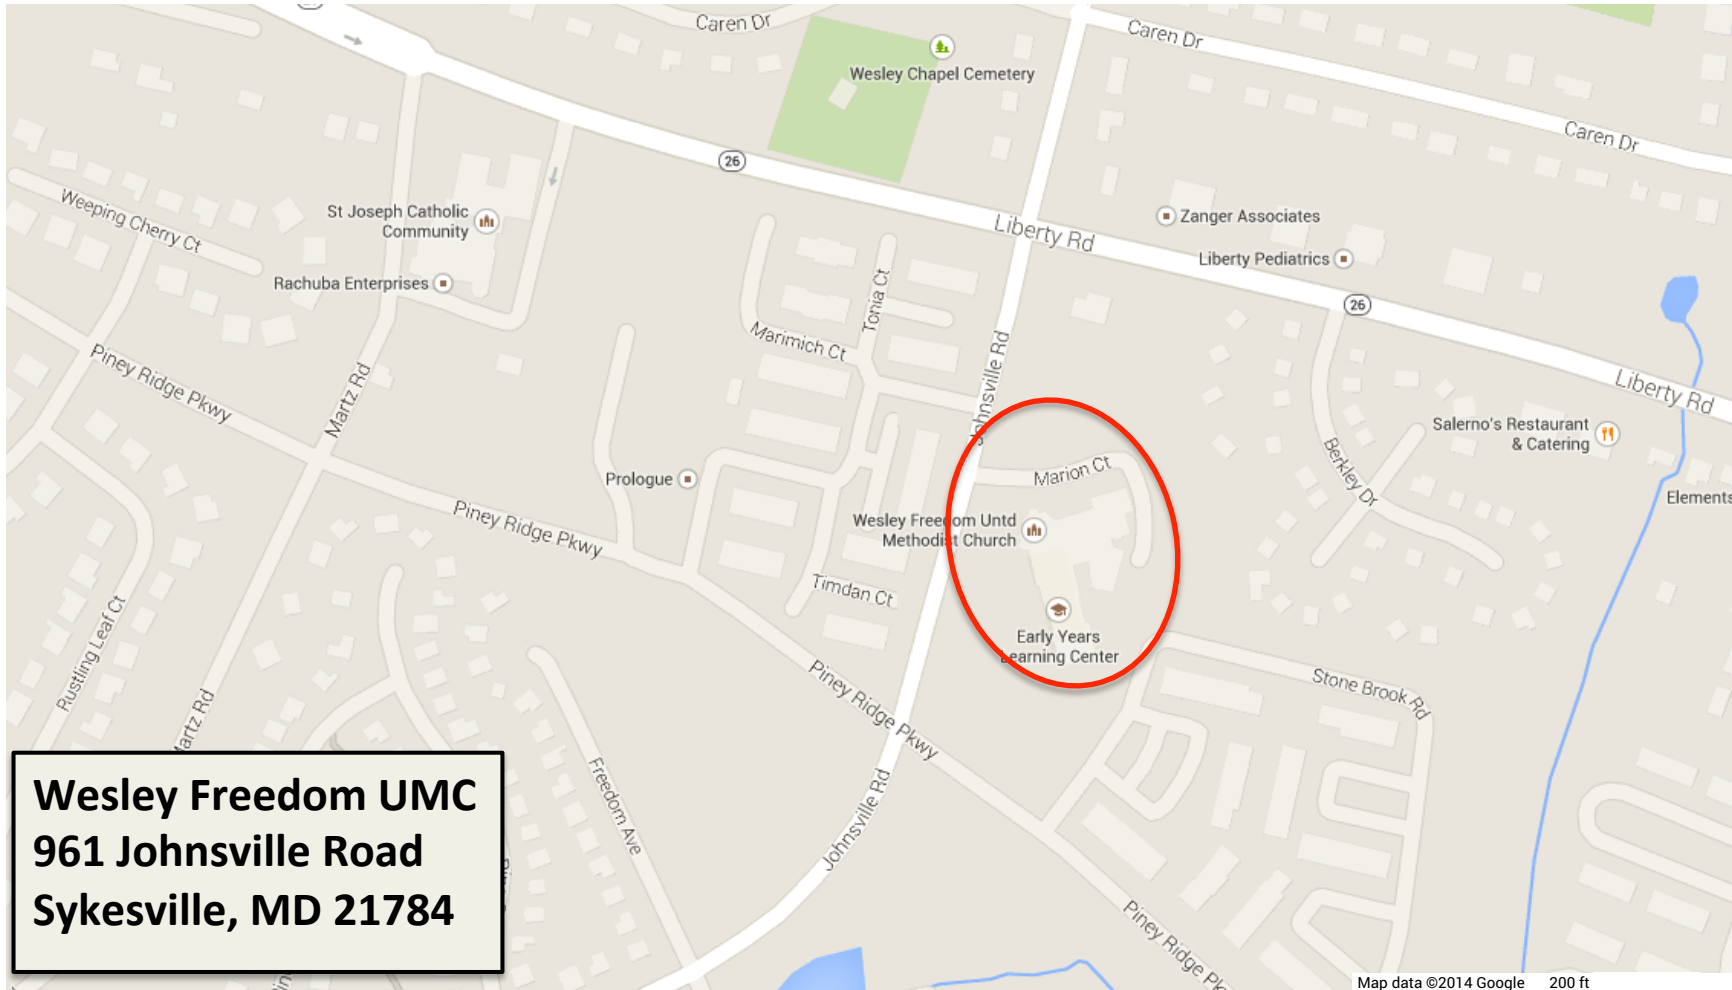 Caren Dr
Caren Dr
Wesley Chapel Cemetery
Caren Dr
26
Weeping Cherry Ct
St Joseph Catholic
Community
Liberty Rd
Zanger Associates
Liberty Pediatrics
Rachuba Enterprises
Tonia Ct
26
Marimich Ct
Piney Ridge Pkwy
Martz Rd
Johnsville Rd
Liberty Rd
Salerno's Restaurant
& Catering
Berkley Dr
Marion Ct
Prologue
Elements
Piney Ridge Pkwy
Wesley Freedom Untd
Methodist Church
Timdan Ct
Early Years
Learning Center
Rustling Leaf Ct
Stone Brook Rd
Piney Ridge Pkwy
Martz Rd
Freedom Ave
Johnsville Rd
Wesley Freedom UMC
961 Johnsville Road
Sykesville, MD 21784
Piney Ridge Pk
Map data ©2014 Google 200 ft